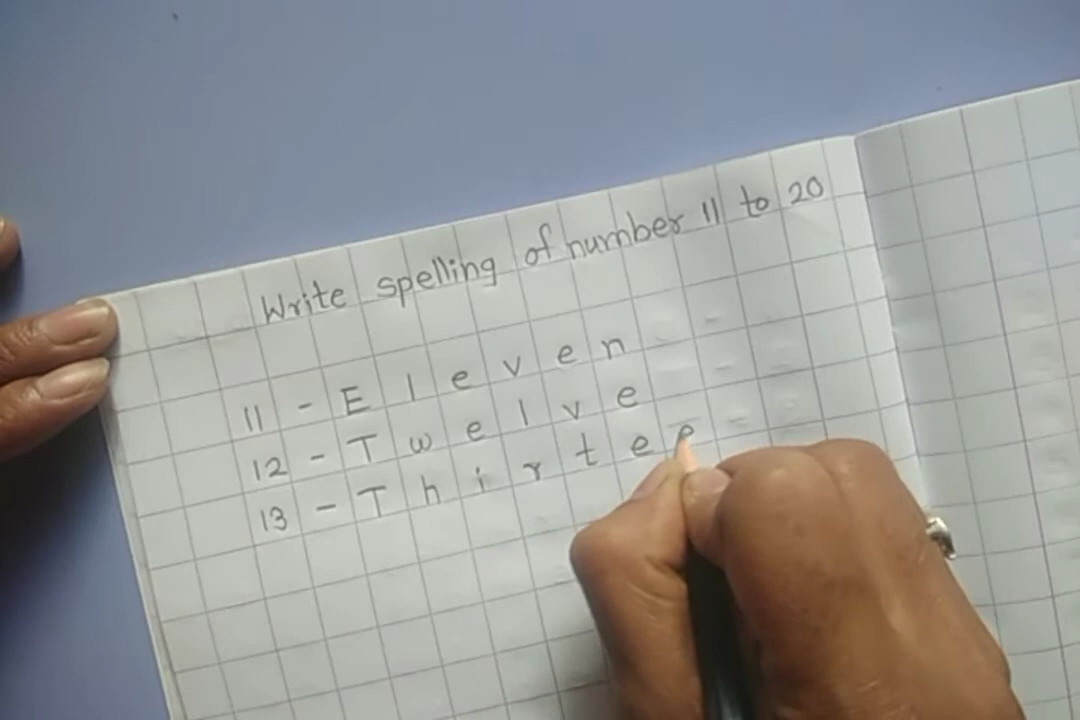 Write spelling of number 11 to 20
11 - Eleven
12 - Twelve
13 - Thirtee